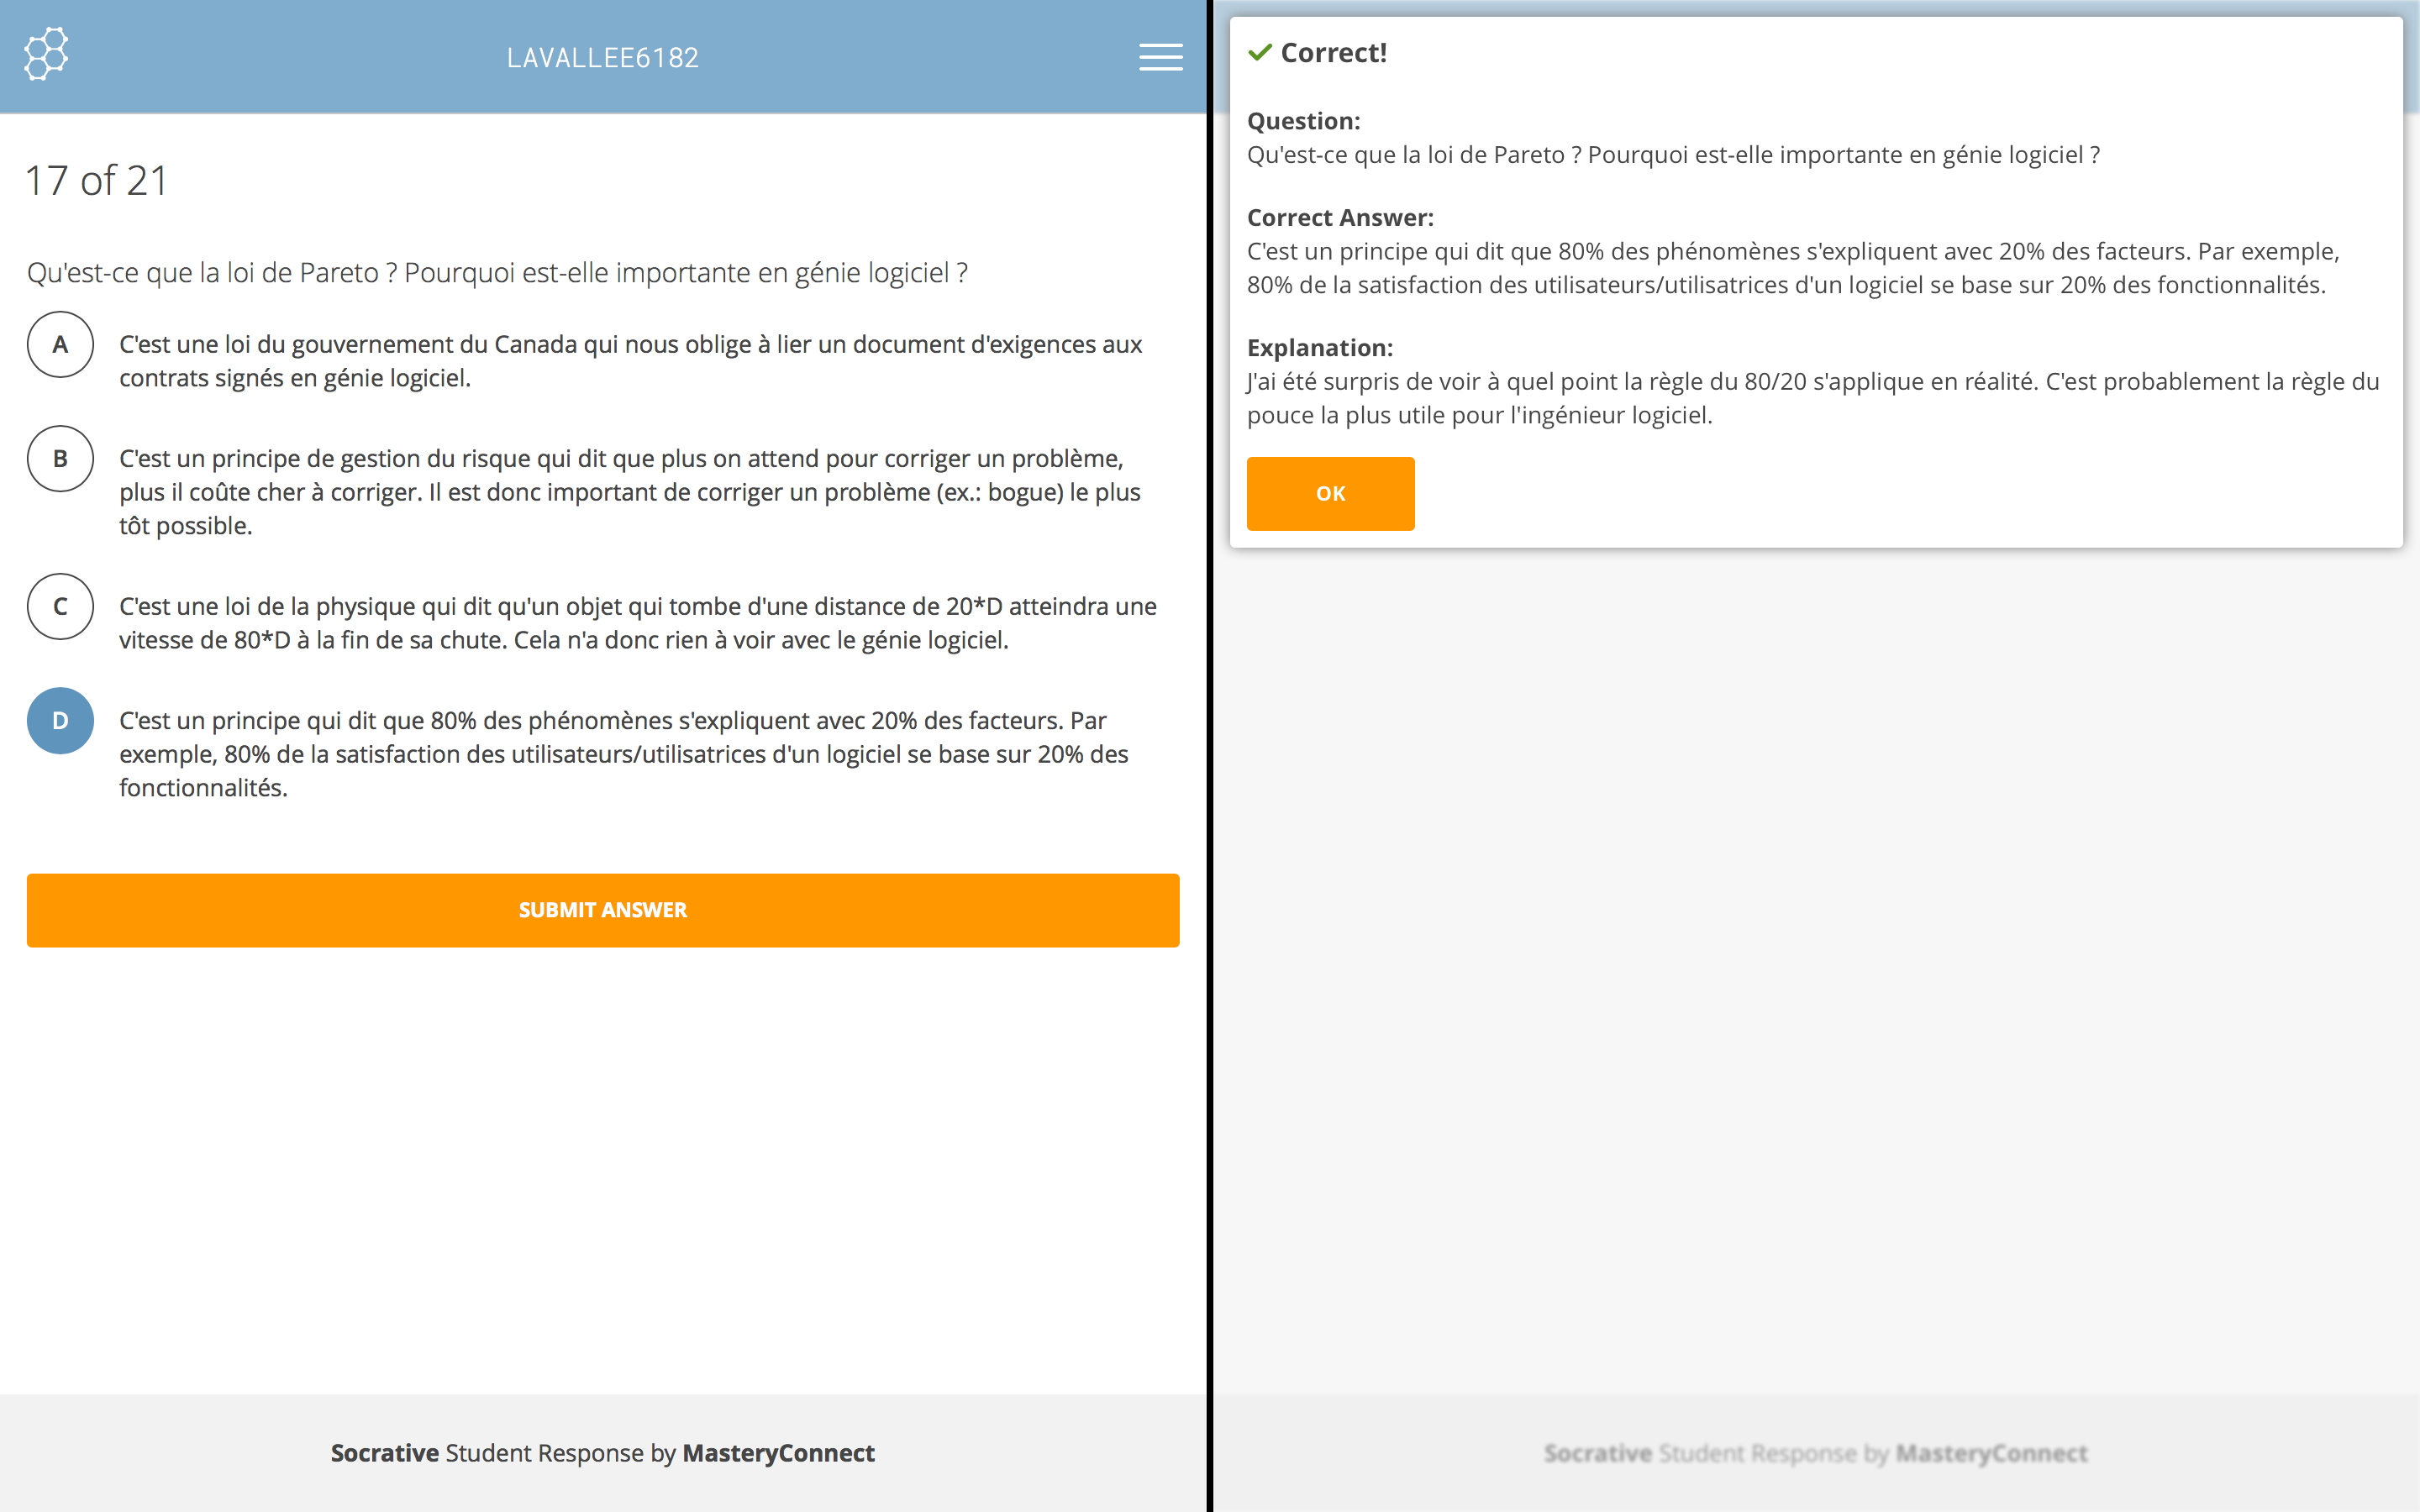 LAVALLEE6182
17 of 21
Qu'est-ce que la loi de Pareto ? Pourquoi est-elle importante en génie logiciel ?
A
C'est une loi du gouvernement du Canada qui nous oblige à lier un document d'exigences aux
contrats signés en génie logiciel.
B
C'est un principe de gestion du risque qui dit que plus on attend pour corriger un problème,
plus il coûte cher à corriger. Il est donc important de corriger un problème (ex.: bogue) le plus
tôt possible.
C
C'est une loi de la physique qui dit qu'un objet qui tombe d'une distance de 20*D atteindra une
vitesse de 80*D à la fin de sa chute. Cela n'a donc rien à voir avec le génie logiciel.
D
C'est un principe qui dit que 80% des phénomènes s'expliquent avec 20% des facteurs. Par
exemple, 80% de la satisfaction des utilisateurs/utilisatrices d'un logiciel se base sur 20% des
fonctionnalités.
SUBMIT ANSWER
Socrative Student Response by MasteryConnect
Correct!
Question:
Qu'est-ce que la loi de Pareto ? Pourquoi est-elle importante en génie logiciel ?
Correct Answer:
C'est un principe qui dit que 80% des phénomènes s'expliquent avec 20% des facteurs. Par exemple,
80% de la satisfaction des utilisateurs/utilisatrices d'un logiciel se base sur 20% des fonctionnalités.
Explanation:
J'ai été surpris de voir à quel point la règle du 80/20 s'applique en réalité. C'est probablement la règle du
pouce la plus utile pour l'ingénieur logiciel.
OK
Socrative Student Response by MasteryConnect